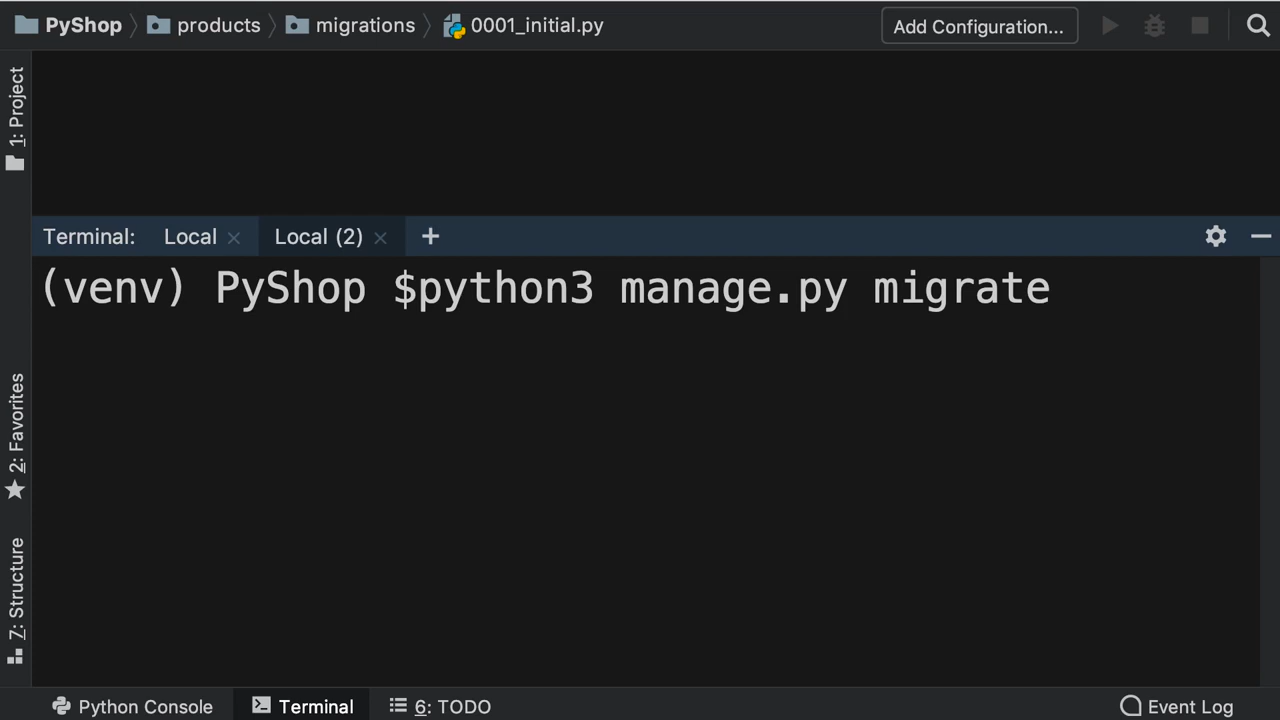 PyShop products migrations 0001_initial.py Add Configuration...
1: Project
Terminal: Local Local (2) +
(venv) PyShop $python3 manage.py migrate
2: Favorites
7: Structure
Python Console Terminal 6: TODO Event Log